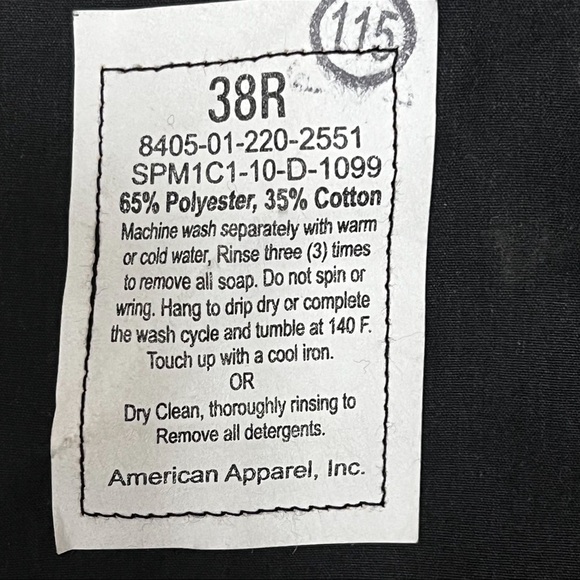 115
38R
8405-01-220-2551
SPM1C1-10-D-1099
65% Polyester, 35% Cotton
Machine wash separately with warm
or cold water, Rinse three (3) times
to remove all soap. Do not spin or
wring. Hang to drip dry or complete
the wash cycle and tumble at 140 F.
Touch up with a cool iron.
OR
Dry Clean, thoroughly rinsing to
Remove all detergents.
American Apparel, Inc.